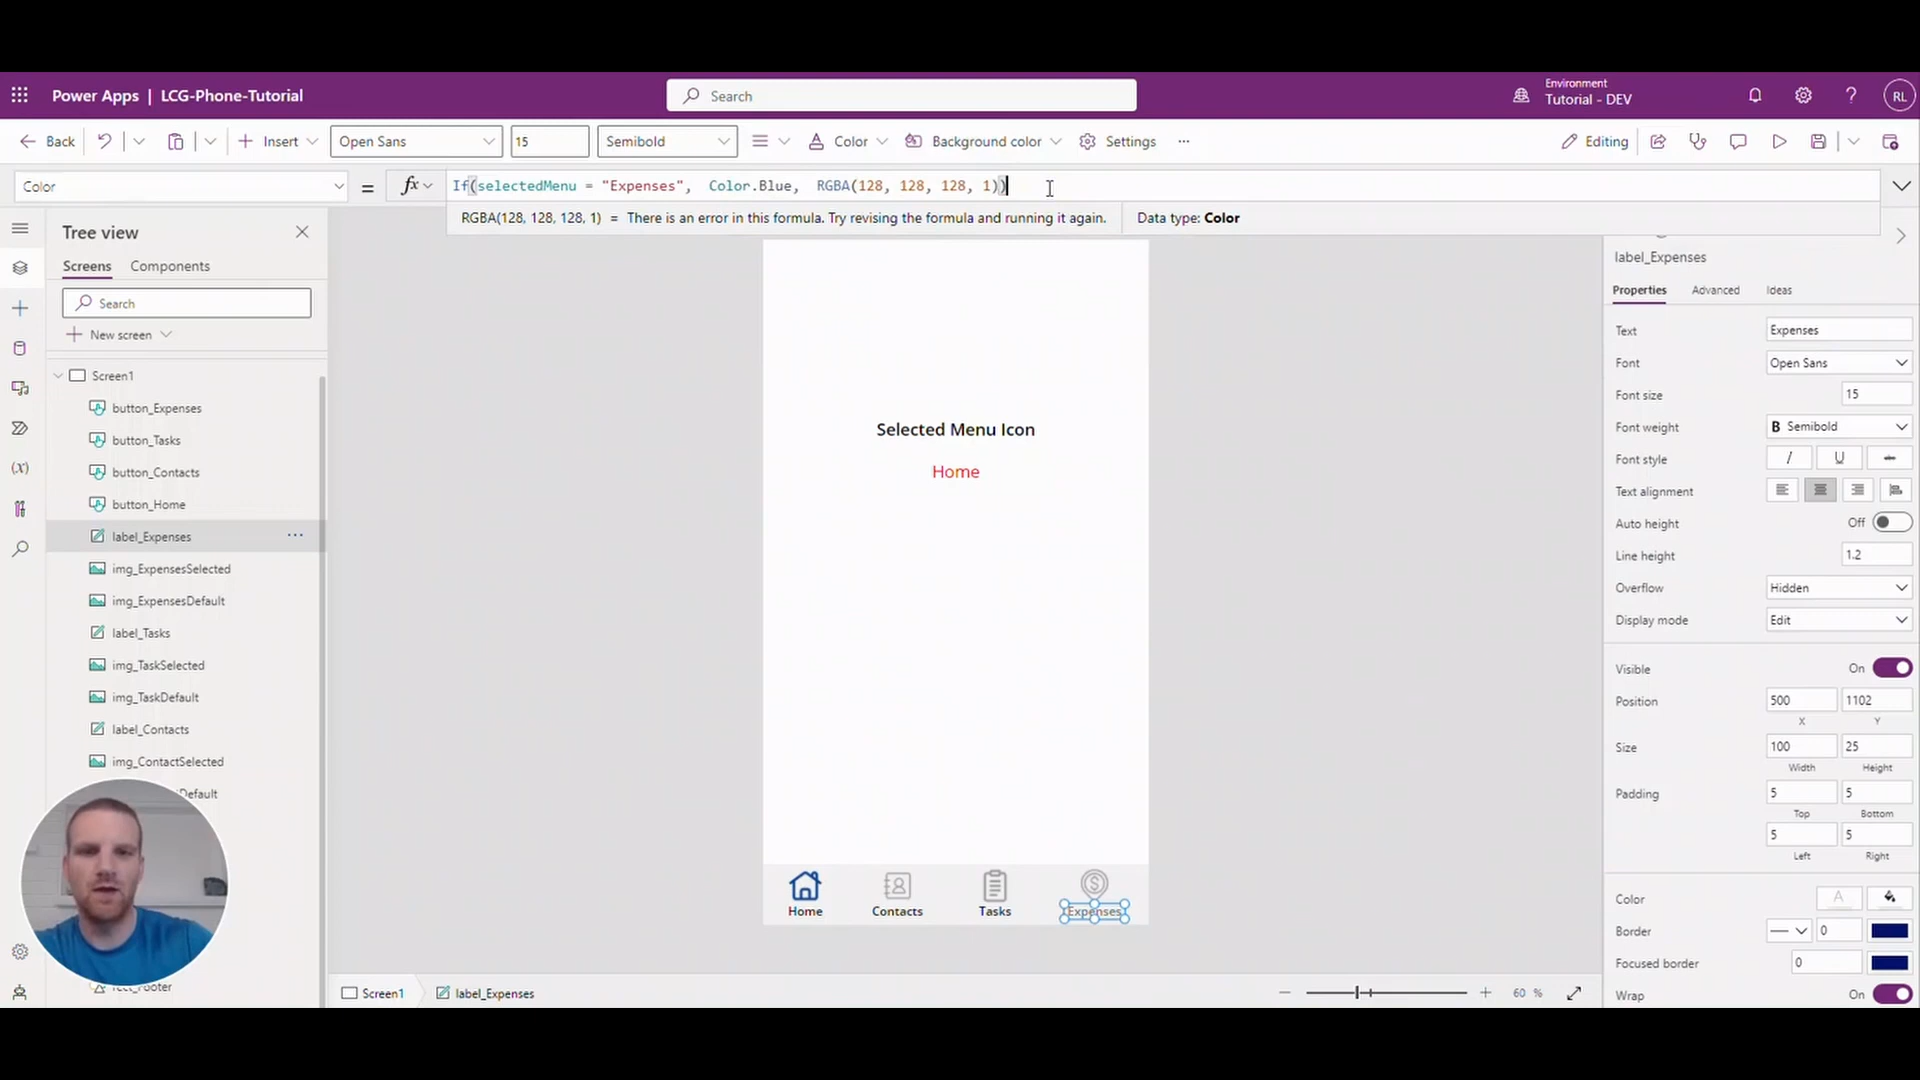 Power Apps | LCG-Phone-Tutorial
Search
Environment
Tutorial - DEV
RL
Back
Insert
Open Sans
15
Semibold
Color
Background color
Settings
Editing
Color
=
fx
If(selectedMenu = "Expenses", Color.Blue, RGBA(128, 128, 128, 1))
RGBA(128, 128, 128, 1) = There is an error in this formula. Try revising the formula and running it again.
Data type: Color
Tree view
Screens
Components
Search
New screen
Screen1
button_Expenses
button_Tasks
button_Contacts
button_Home
label_Expenses
img_ExpensesSelected
img_ExpensesDefault
label_Tasks
img_TaskSelected
img_TaskDefault
label_Contacts
img_ContactSelected
Default
Selected Menu Icon
Home
Home
Contacts
Tasks
Expenses
Screen1
label_Expenses
60 %
label_Expenses
Properties
Advanced
Ideas
Text
Expenses
Font
Open Sans
Font size
15
Font weight
B Semibold
Font style
Text alignment
Auto height
Off
Line height
1.2
Overflow
Hidden
Display mode
Edit
Visible
On
Position
500
1102
X
Y
Size
100
25
Width
Height
Padding
5
5
Top
Bottom
5
5
Left
Right
Color
Border
0
Focused border
0
Wrap
On